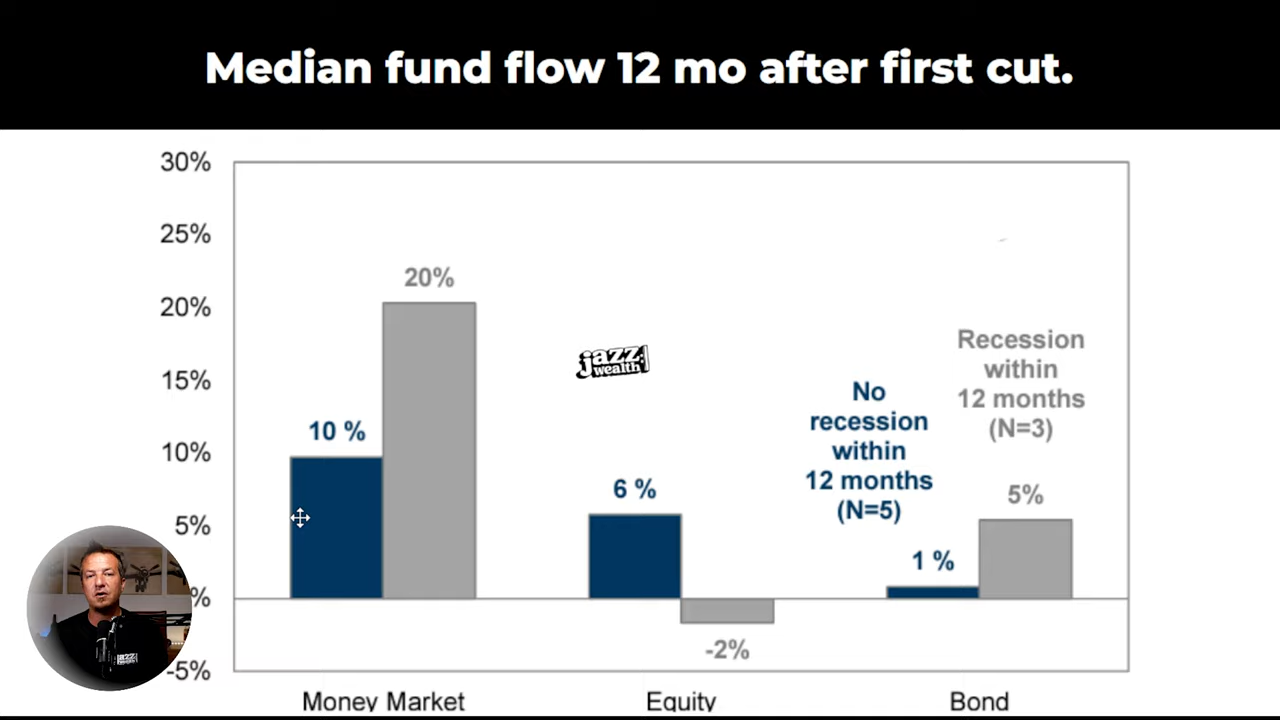 Median fund flow 12 mo after first cut.
30%
25%
20%
15%
10%
5%
%
-5%
10 %
20%
6 %
-2%
1 %
5%
jazz
wealth
No
recession
within
12 months
(N=5)
Recession
within
12 months
(N=3)
Money Market
Equity
Bond
jazz